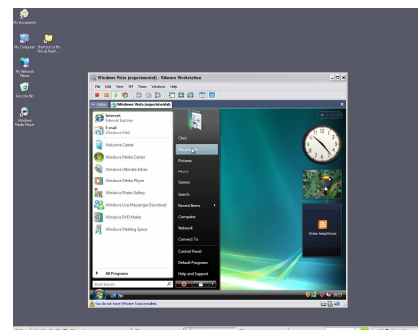 My Documents
My Computer
Shortcut to My
Virtual Mach...
My Network
Places
Recycle Bin
Windows
Media Player
Windows Vista (experimental) - VMware Workstation
File Edit View VM Team Windows Help
Home
Windows Vista (experimental)
Internet
Internet Explorer
E-mail
Windows Mail
Welcome Center
Windows Media Center
Windows Ultimate Extras
Windows Media Player
Windows Photo Gallery
Windows Live Messenger Download
Windows DVD Maker
Windows Meeting Space
All Programs
Start Search
Chris
Documents
Pictures
Music
Games
Search
Recent Items
Computer
Network
Connect To
Control Panel
Default Programs
Help and Support
View headlines
You do not have VMware Tools installed.